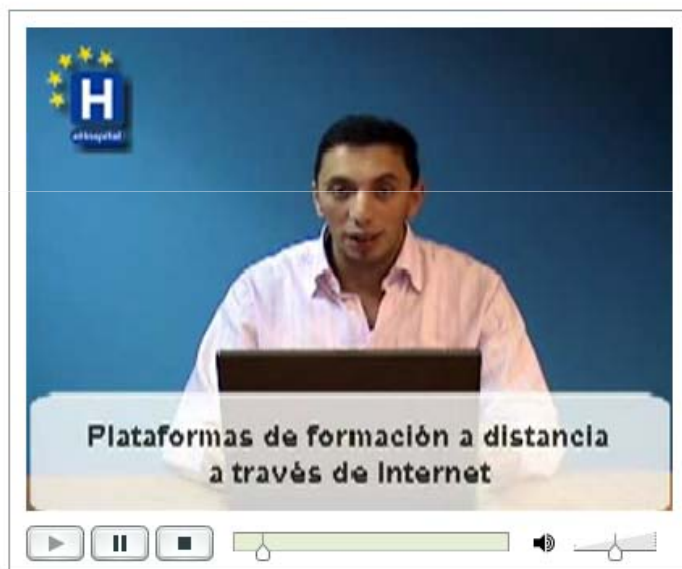 H
eHospital
Plataformas de formación a distancia
a través de Internet